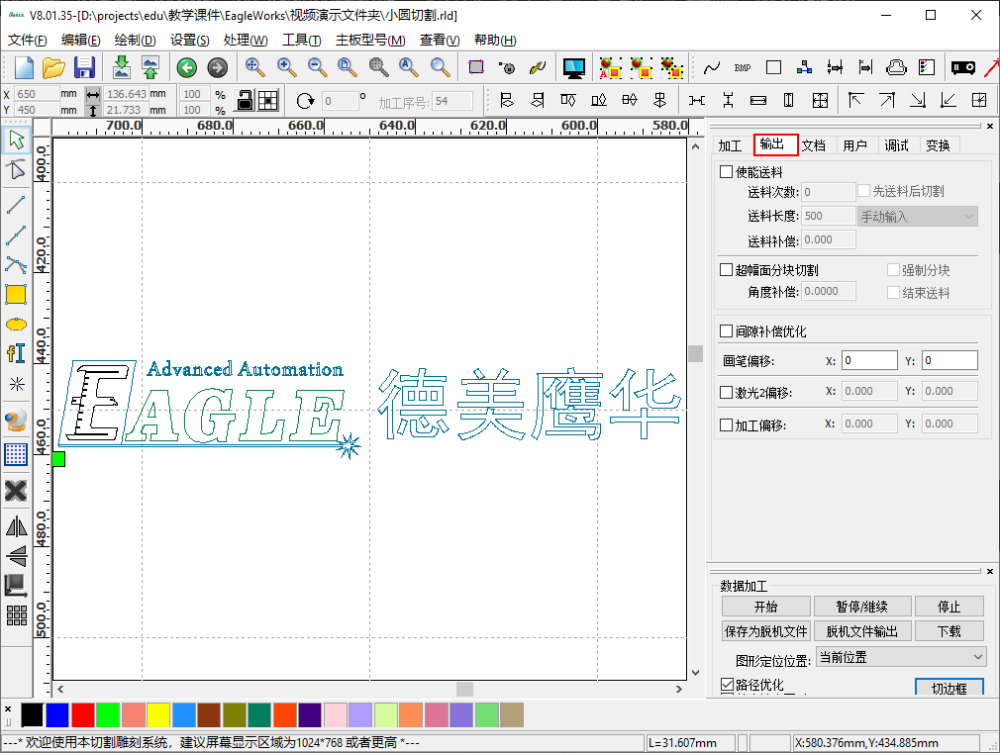 V8.01.35-[D:\projects\edu\教学课件\EagleWorks\视频演示文件夹\小圆切割.rld]
文件(F) 编辑(E) 绘制(D) 设置(S) 处理(W) 工具(T) 主板型号(M) 查看(V) 帮助(H)
BMP
X 650 mm 136.643 mm 100 %
Y 450 mm 21.733 mm 100 %
0 ° 加工序号: 54
700.0 680.0 660.0 640.0 620.0 600.0 580.0
400.0
420.0
440.0
460.0
480.0
500.0
Advanced Automation
EAGLE
德美鹰华
加工 输出 文档 用户 调试 变换
使能送料
送料次数: 0 先送料后切割
送料长度: 500 手动输入
送料补偿: 0.000
超幅面分块切割 强制分块
角度补偿: 0.0000 结束送料
间隙补偿优化
画笔偏移: X: 0 Y: 0
激光2偏移: X: 0.000 Y: 0.000
加工偏移: X: 0.000 Y: 0.000
数据加工
开始 暂停/继续 停止
保存为脱机文件 脱机文件输出 下载
图形定位位置: 当前位置
路径优化
切边框
---* 欢迎使用本切割雕刻系统，建议屏幕显示区域为1024*768 或者更高 *---
L=31.607mm
X:580.376mm,Y:434.885mm